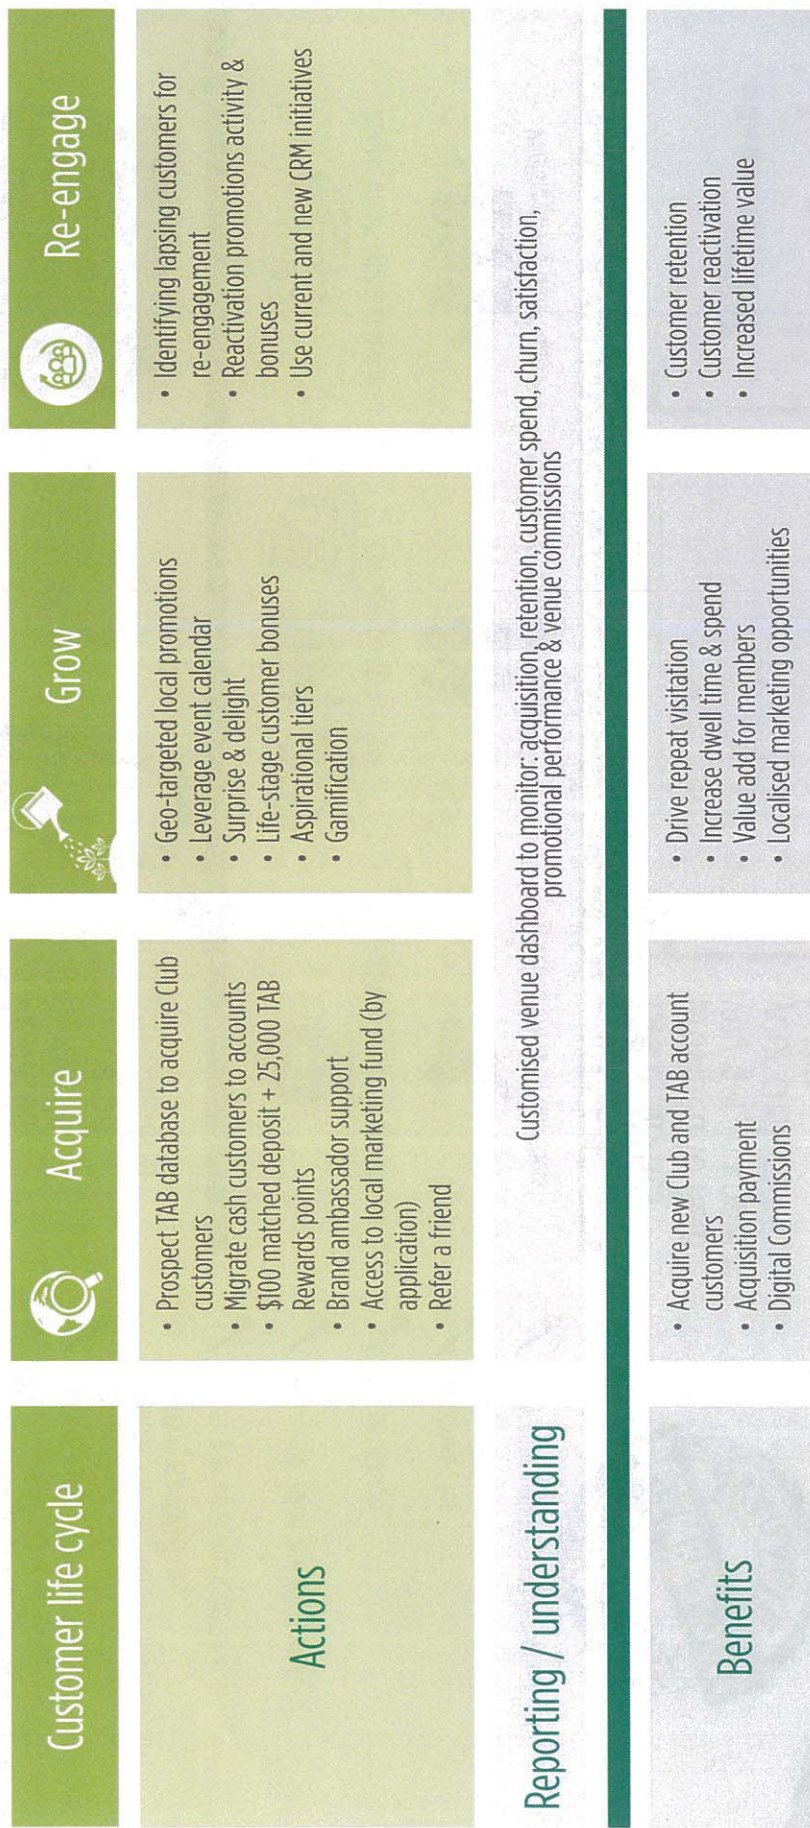 Customer life cycle
Acquire
Grow
Re-engage
Actions
• Prospect TAB database to acquire Club
customers
• Migrate cash customers to accounts
• $100 matched deposit + 25,000 TAB
Rewards points
• Brand ambassador support
• Access to local marketing fund (by
application)
• Refer a friend
• Geo-targeted local promotions
• Leverage event calendar
• Surprise & delight
• Life-stage customer bonuses
• Aspirational tiers
• Gamification
• Identifying lapsing customers for
re-engagement
• Reactivation promotions activity &
bonuses
• Use current and new CRM initiatives
Reporting / understanding
Customised venue dashboard to monitor: acquisition, retention, customer spend, churn, satisfaction,
promotional performance & venue commissions
Benefits
• Acquire new Club and TAB account
customers
• Acquisition payment
• Digital Commissions
• Drive repeat visitation
• Increase dwell time & spend
• Value add for members
• Localised marketing opportunities
• Customer retention
• Customer reactivation
• Increased lifetime value